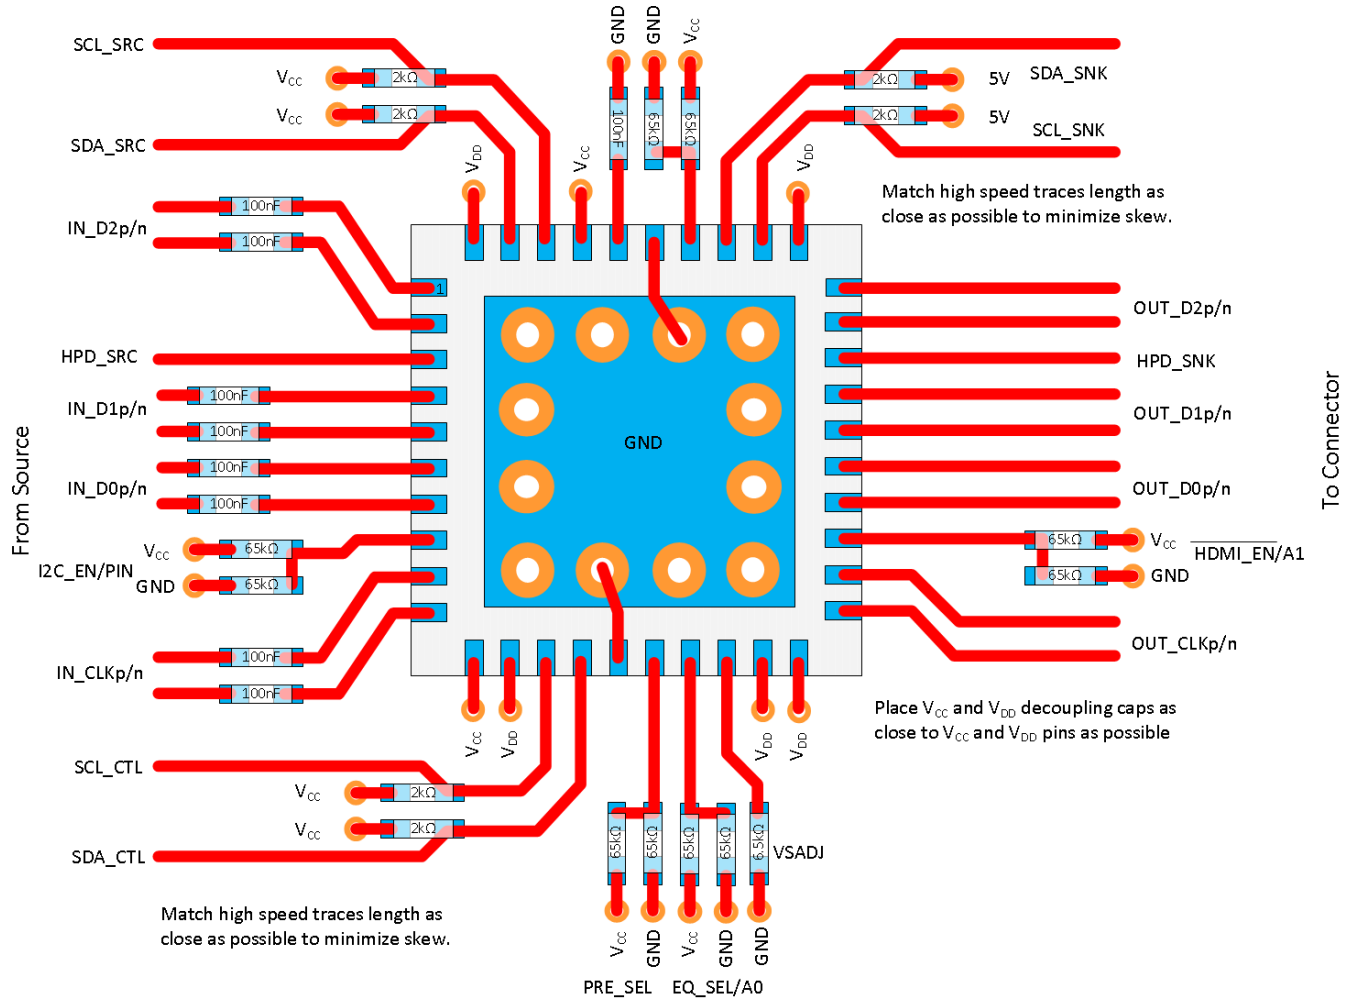 GND
GND
VCC
SCL_SRC
VCC
2kΩ
VCC
2kΩ
SDA_SRC
VDD
VCC
100nF
65kΩ
65kΩ
VDD
2kΩ
5V
SDA_SNK
2kΩ
5V
SCL_SNK
Match high speed traces length as
close as possible to minimize skew.
100nF
IN_D2p/n
100nF
1
HPD_SRC
100nF
IN_D1p/n
100nF
100nF
IN_D0p/n
100nF
From Source
VCC
65kΩ
I2C_EN/PIN
GND
65kΩ
100nF
IN_CLKp/n
100nF
GND
OUT_D2p/n
HPD_SNK
OUT_D1p/n
OUT_D0p/n
To Connector
65kΩ
VCC
HDMI_EN/A1
65kΩ
GND
OUT_CLKp/n
Place VCC and VDD decoupling caps as
close to VCC and VDD pins as possible
VCC
VDD
VDD
VDD
SCL_CTL
VCC
2kΩ
VCC
2kΩ
SDA_CTL
65kΩ
65kΩ
65kΩ
65kΩ
6.5kΩ
VSADJ
Match high speed traces length as
close as possible to minimize skew.
VCC
GND
VCC
GND
GND
PRE_SEL
EQ_SEL/A0